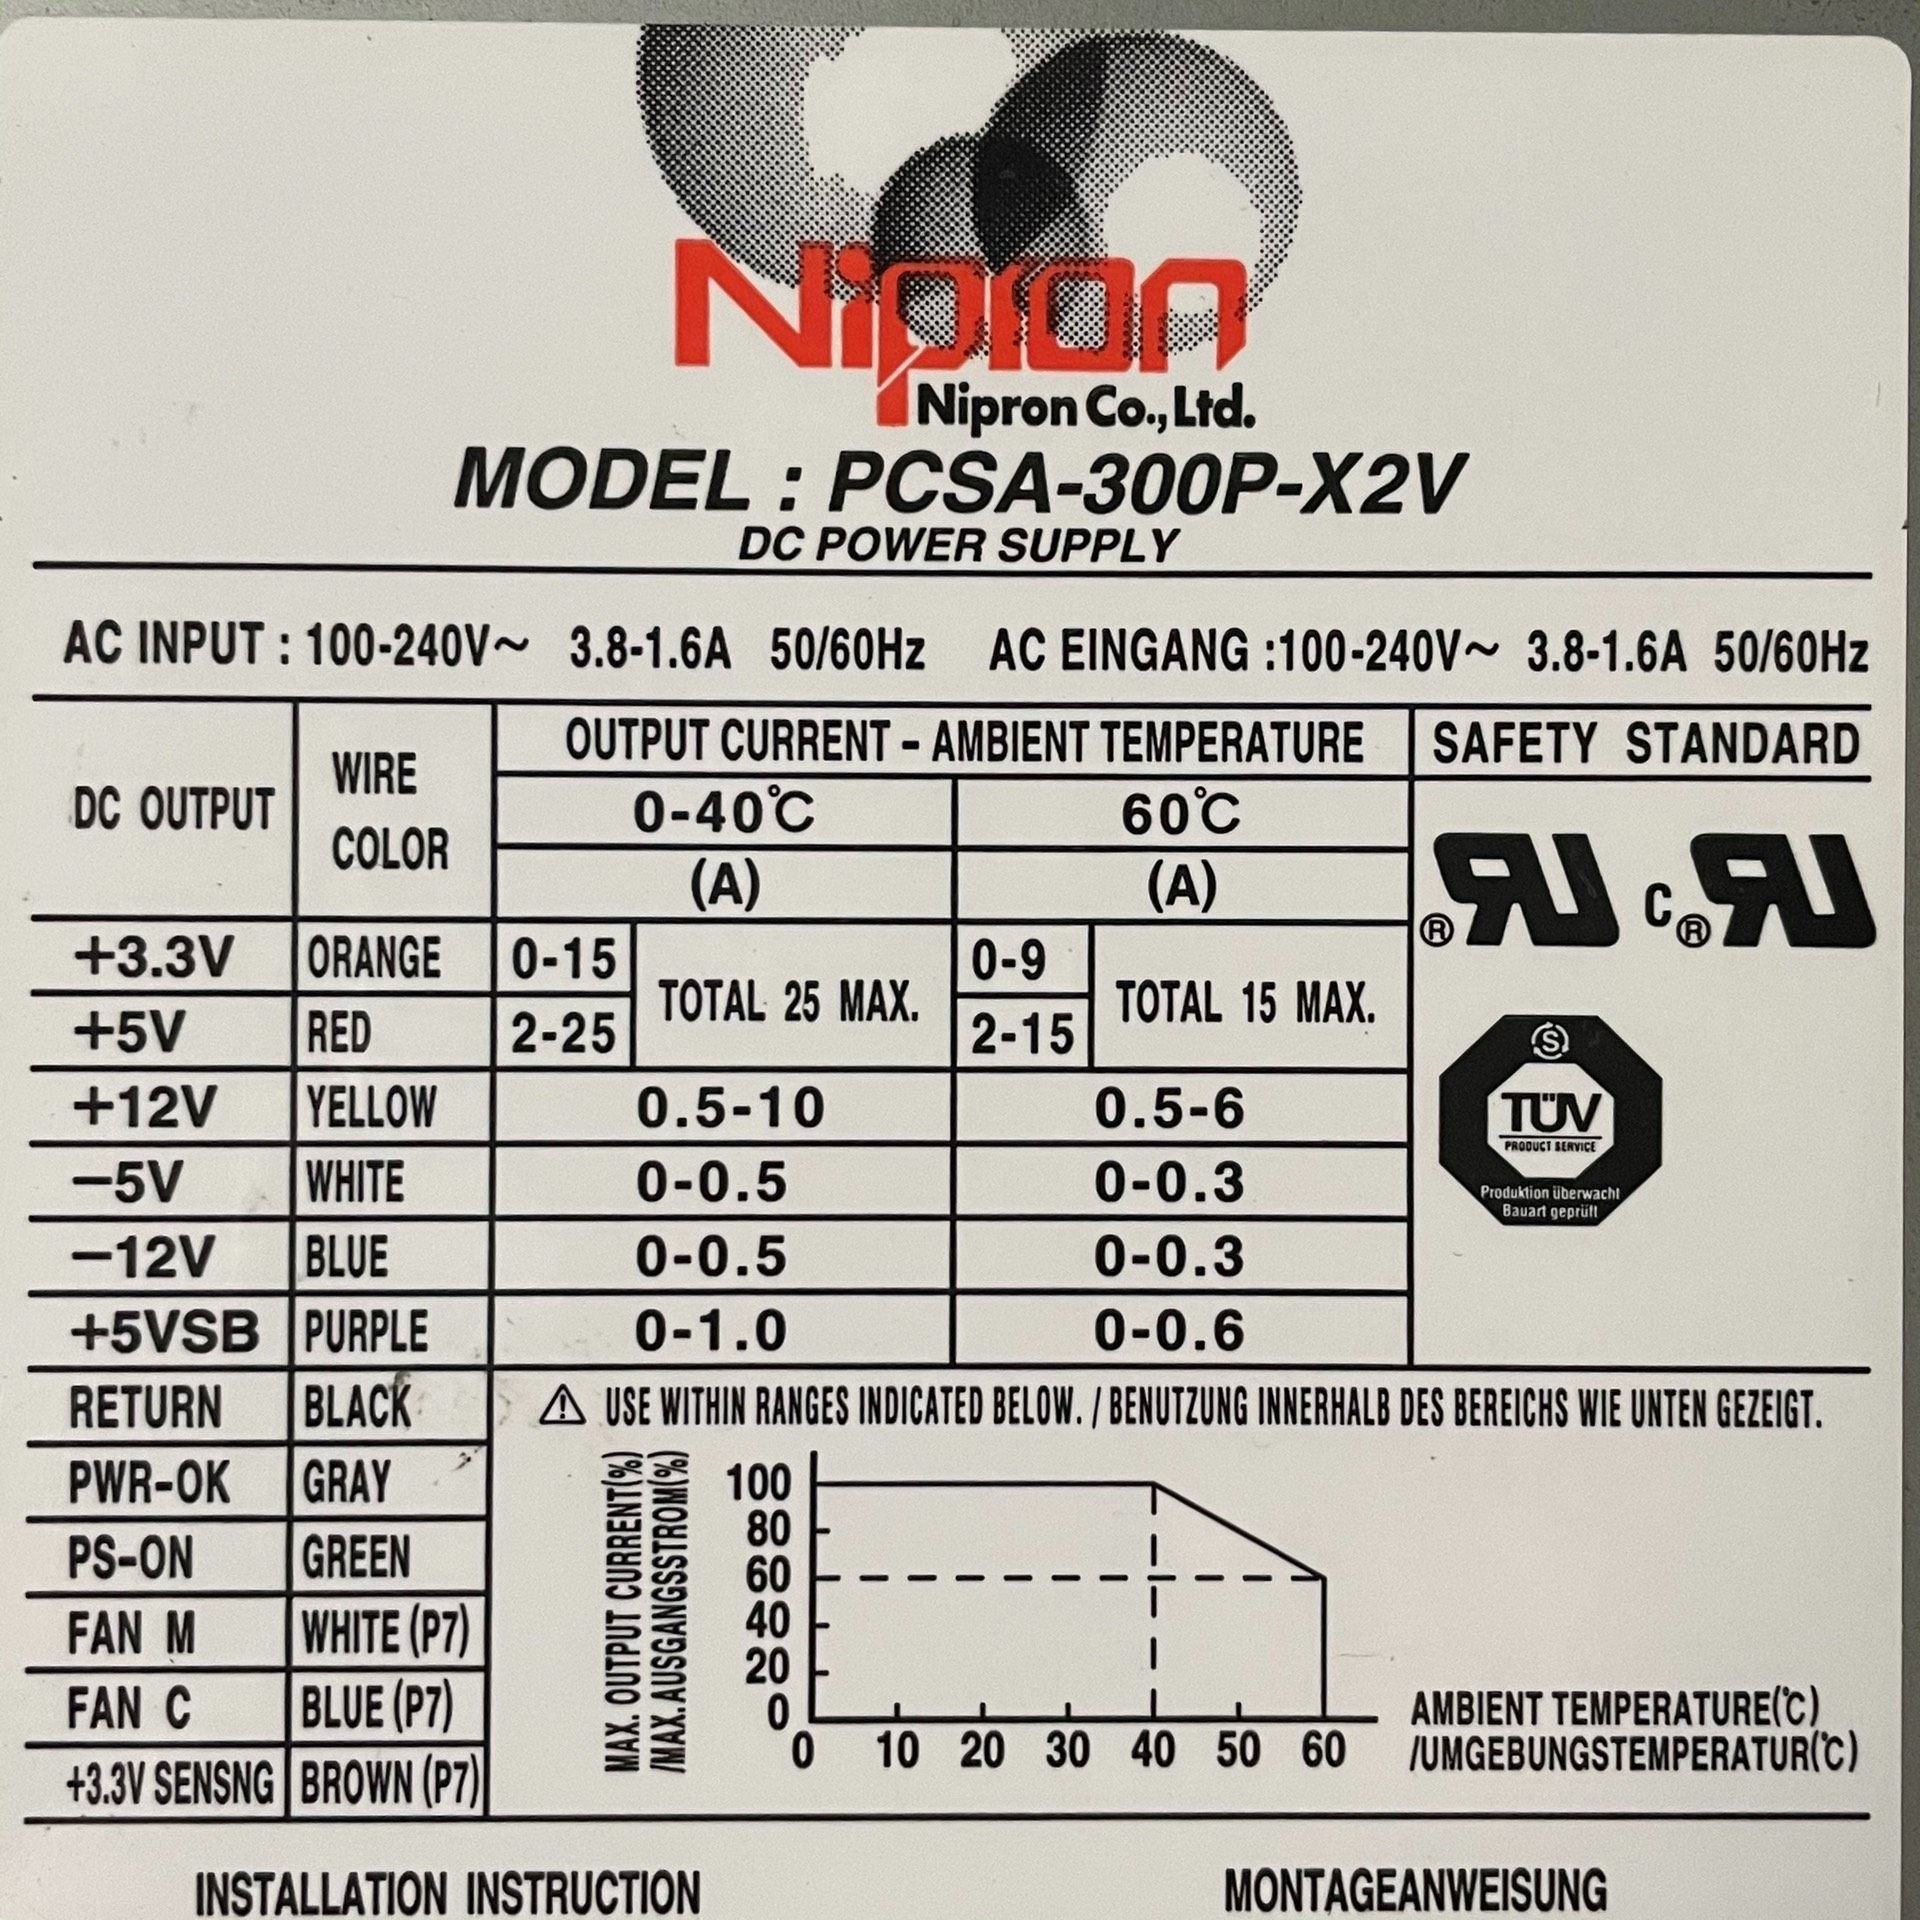 Nipron
Nipron Co.,Ltd.
MODEL : PCSA-300P-X2V
DC POWER SUPPLY
AC INPUT : 100-240V~ 3.8-1.6A 50/60Hz AC EINGANG :100-240V~ 3.8-1.6A 50/60Hz
DC OUTPUT
WIRE
COLOR
OUTPUT CURRENT - AMBIENT TEMPERATURE
SAFETY STANDARD
0-40℃ 60℃
(A) (A)
+3.3V ORANGE 0-15 TOTAL 25 MAX. 0-9 TOTAL 15 MAX.
+5V RED 2-25 2-15
+12V YELLOW 0.5-10 0.5-6
-5V WHITE 0-0.5 0-0.3
-12V BLUE 0-0.5 0-0.3
+5VSB PURPLE 0-1.0 0-0.6
RETURN BLACK
PWR-OK GRAY
PS-ON GREEN
FAN M WHITE (P7)
FAN C BLUE (P7)
+3.3V SENSNG BROWN (P7)
®RU c®RU
S
TÜV
PRODUCT SERVICE
Produktion überwacht
Bauart geprüft
⚠ USE WITHIN RANGES INDICATED BELOW. / BENUTZUNG INNERHALB DES BEREICHS WIE UNTEN GEZEIGT.
MAX. OUTPUT CURRENT(%)
/MAX.AUSGANGSSTROM(%)
100
80
60
40
20
0
0 10 20 30 40 50 60
AMBIENT TEMPERATURE(℃)
/UMGEBUNGSTEMPERATUR(℃)
INSTALLATION INSTRUCTION MONTAGEANWEISUNG